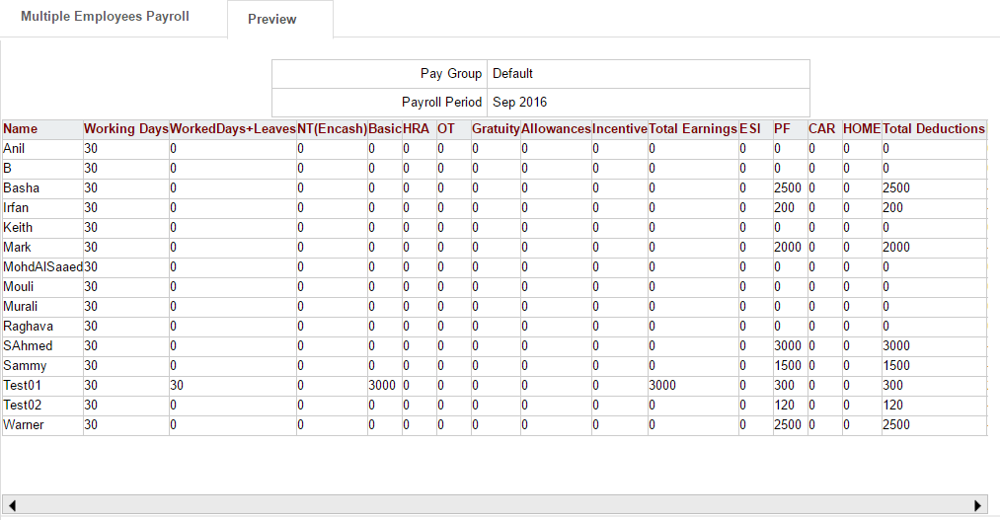 Multiple Employees Payroll Preview
Pay Group Default
Payroll Period Sep 2016
Name Working Days WorkedDays+Leaves NT(Encash) Basic HRA OT Gratuity Allowances Incentive Total Earnings ESI PF CAR HOME Total Deductions
Anil 30 0 0 0 0 0 0 0 0 0 0 0 0 0 0
B 30 0 0 0 0 0 0 0 0 0 0 0 0 0 0
Basha 30 0 0 0 0 0 0 0 0 0 0 2500 0 0 2500
Irfan 30 0 0 0 0 0 0 0 0 0 0 200 0 0 200
Keith 30 0 0 0 0 0 0 0 0 0 0 0 0 0 0
Mark 30 0 0 0 0 0 0 0 0 0 0 2000 0 0 2000
MohdAlSaaed 30 0 0 0 0 0 0 0 0 0 0 0 0 0 0
Mouli 30 0 0 0 0 0 0 0 0 0 0 0 0 0 0
Murali 30 0 0 0 0 0 0 0 0 0 0 0 0 0 0
Raghava 30 0 0 0 0 0 0 0 0 0 0 0 0 0 0
SAhmed 30 0 0 0 0 0 0 0 0 0 0 3000 0 0 3000
Sammy 30 0 0 0 0 0 0 0 0 0 0 1500 0 0 1500
Test01 30 30 0 3000 0 0 0 0 0 3000 0 300 0 0 300
Test02 30 0 0 0 0 0 0 0 0 0 0 120 0 0 120
Warner 30 0 0 0 0 0 0 0 0 0 0 2500 0 0 2500